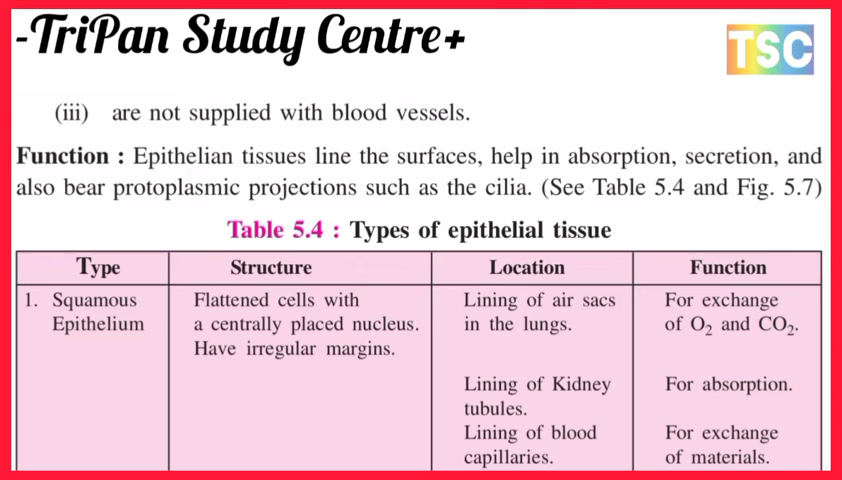 -TriPan Study Centre+
TSC
(iii) are not supplied with blood vessels.
Function : Epithelian tissues line the surfaces, help in absorption, secretion, and
also bear protoplasmic projections such as the cilia. (See Table 5.4 and Fig. 5.7)
Table 5.4 : Types of epithelial tissue
Type Structure Location Function
1. Squamous Flattened cells with Lining of air sacs For exchange
Epithelium a centrally placed nucleus. in the lungs. of O₂ and CO₂.
Have irregular margins.
Lining of Kidney For absorption.
tubules.
Lining of blood For exchange
capillaries. of materials.